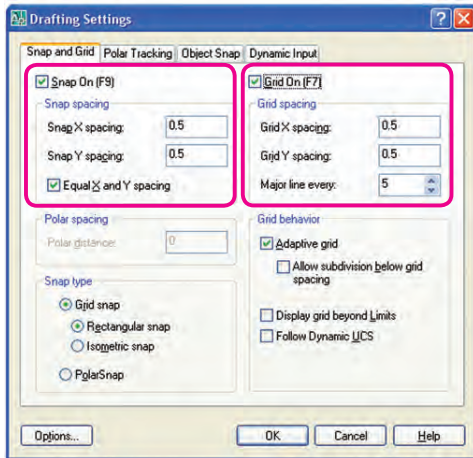 Drafting Settings
Snap and Grid Polar Tracking Object Snap Dynamic Input
Snap On (F9)
Snap spacing
Snap X spacing: 0.5
Snap Y spacing: 0.5
Equal X and Y spacing
Polar spacing
Polar distance: 0
Snap type
Grid snap
Rectangular snap
Isometric snap
PolarSnap
Grid On (F7)
Grid spacing
Grid X spacing: 0.5
Grid Y spacing: 0.5
Major line every: 5
Grid behavior
Adaptive grid
Allow subdivision below grid
spacing
Display grid beyond Limits
Follow Dynamic UCS
Options... OK Cancel Help